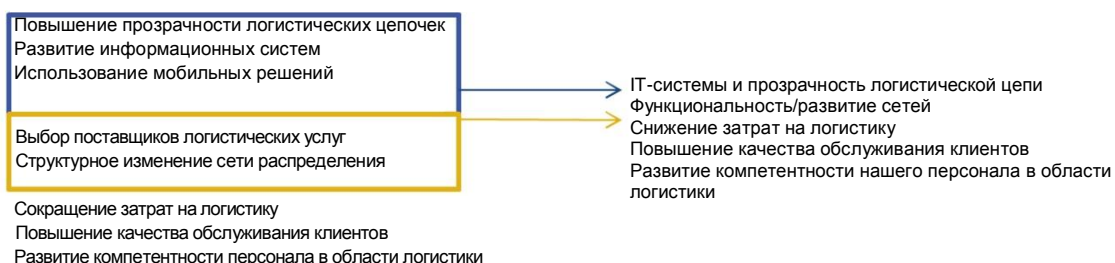 Повышение прозрачности логистических цепочек
Развитие информационных систем
Использование мобильных решений
Выбор поставщиков логистических услуг
Структурное изменение сети распределения
Сокращение затрат на логистику
Повышение качества обслуживания клиентов
Развитие компетентности персонала в области логистики
IT-системы и прозрачность логистической цепи
Функциональность/развитие сетей
Снижение затрат на логистику
Повышение качества обслуживания клиентов
Развитие компетентности нашего персонала в области
логистики